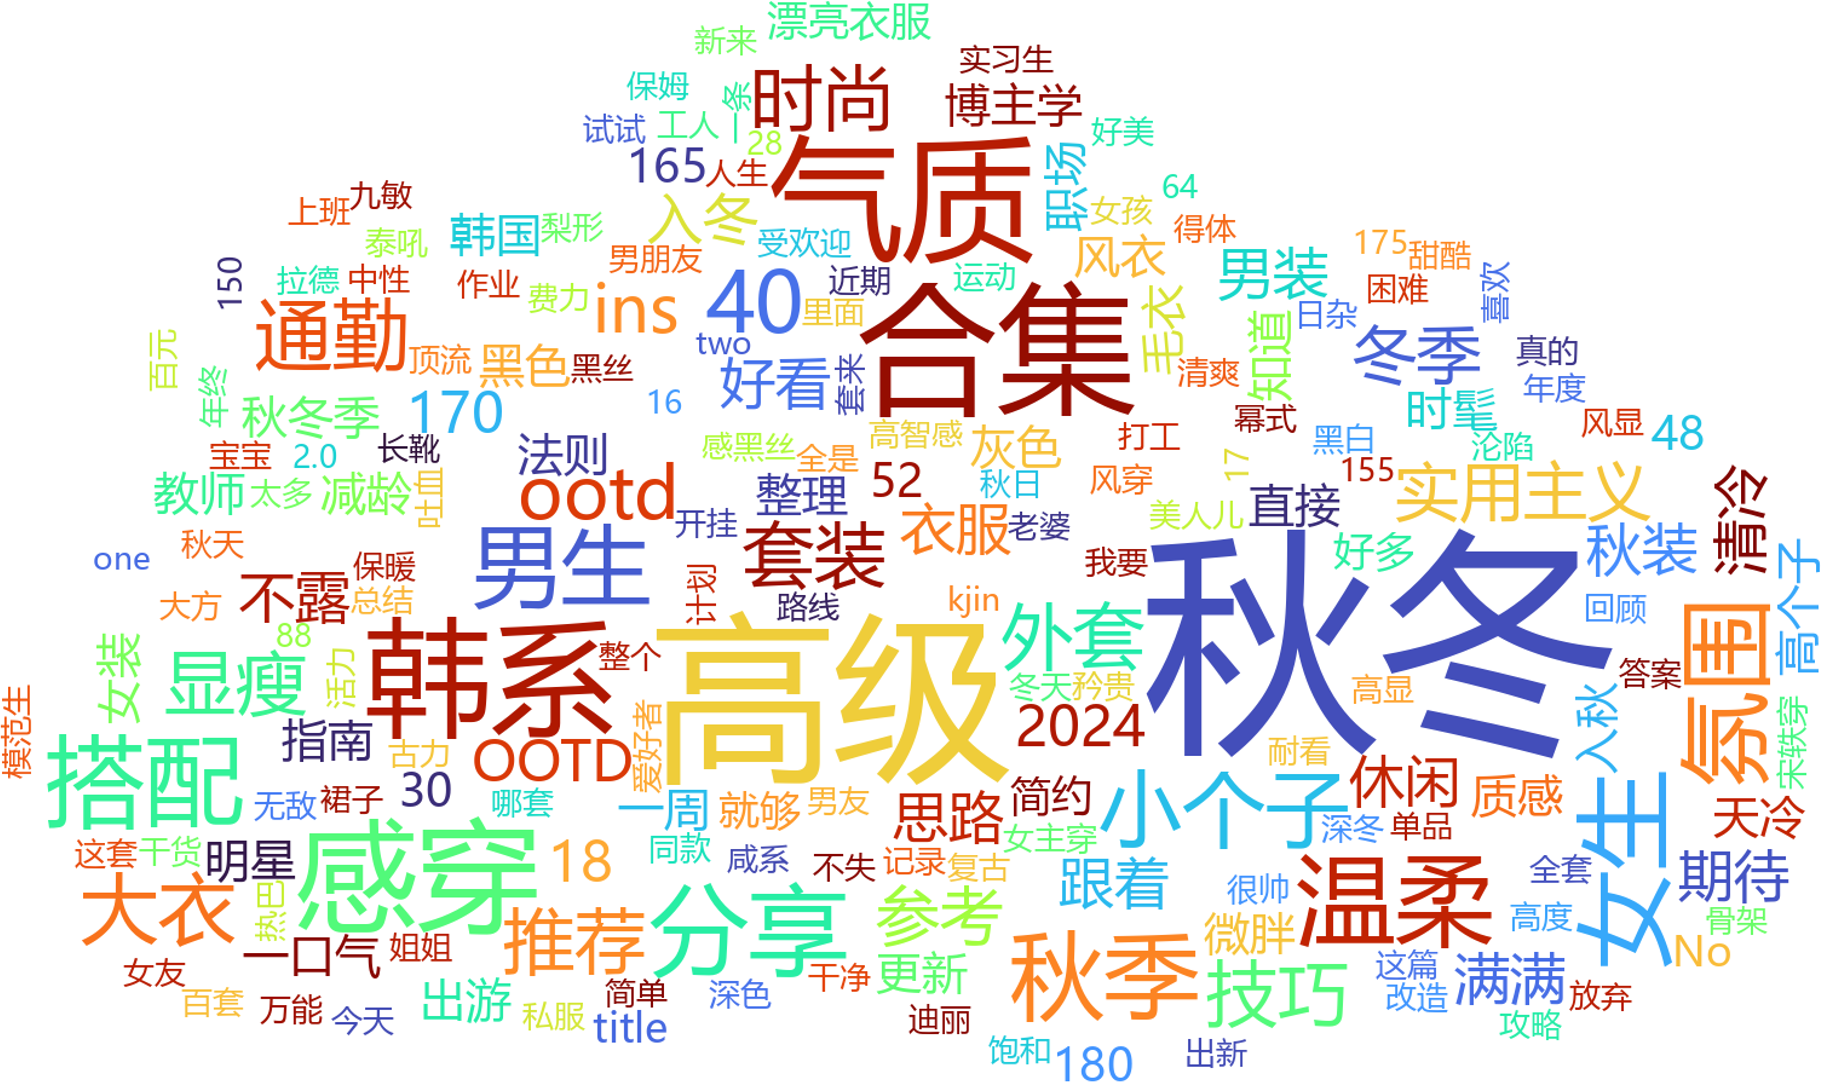 漂亮衣服
新来
实习生
保姆
一条
时尚
博主学
试试
工人丨
28
好美
165
人生
气质
职场
64
九敏
上班
女孩
得体
入冬
韩国
梨形
受欢迎
泰吼
男朋友
风衣
175
甜酷
150
拉德
中性
作业
近期
运动
男装
困难
喜欢
费力
ins
40
里面
合集
毛衣
日杂
通勤
two
知道
冬季
真的
百元
顶流
黑色
黑丝
好看
套来
清爽
年度
年终
秋冬季
170
16
时髦
幂式
风显
48
高智感
灰色
打工
黑白
沦陷
宝宝
2.0
长靴
法则
感黑丝
全是
风穿
17
155
教师
太多
减龄
吐血
ootd
整理
52
秋日
美人儿
直接
实用主义
清冷
开挂
衣服
老婆
one
秋天
男生
套装
我要
秋冬
好多
秋装
保暖
大方
不露
总结
计划
路线
kjin
回顾
高个子
88
韩系
整个
高级
外套
氛围
女装
显瘦
活力
冬天
矜贵
高显
答案
模范生
指南
古力
OOTD
爱好者
2024
耐看
入秋
宋轶穿
搭配
无敌
裙子
30
哪套
一周
就够
男友
思路
简约
小个子
休闲
质感
天冷
这套
干货
明星
感穿
18
同款
咸系
不失
记录
复古
女主穿
深冬
单品
女生
大衣
热巴
跟着
很帅
温柔
全套
期待
推荐
分享
参考
微胖
高度
骨架
女友
一口气
姐姐
干净
更新
秋季
技巧
这篇
满满
No
百套
万能
今天
出游
私服
简单
title
深色
迪丽
改造
放弃
攻略
饱和
180
出新